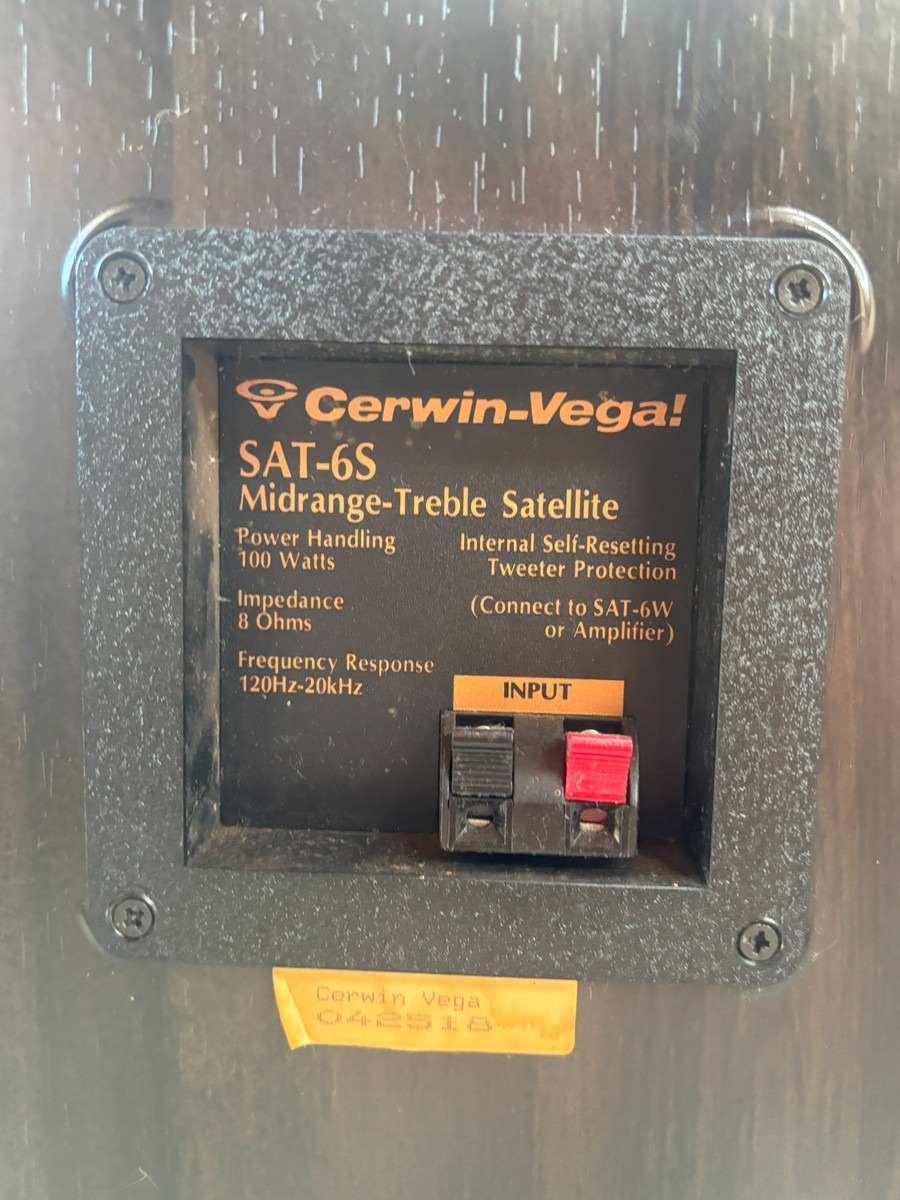 Cerwin-Vega!
SAT-6S
Midrange-Treble Satellite
Power Handling
100 Watts
Impedance
8 Ohms
Frequency Response
120Hz-20kHz
Internal Self-Resetting
Tweeter Protection
(Connect to SAT-6W
or Amplifier)
INPUT
Cerwin Vega
042518